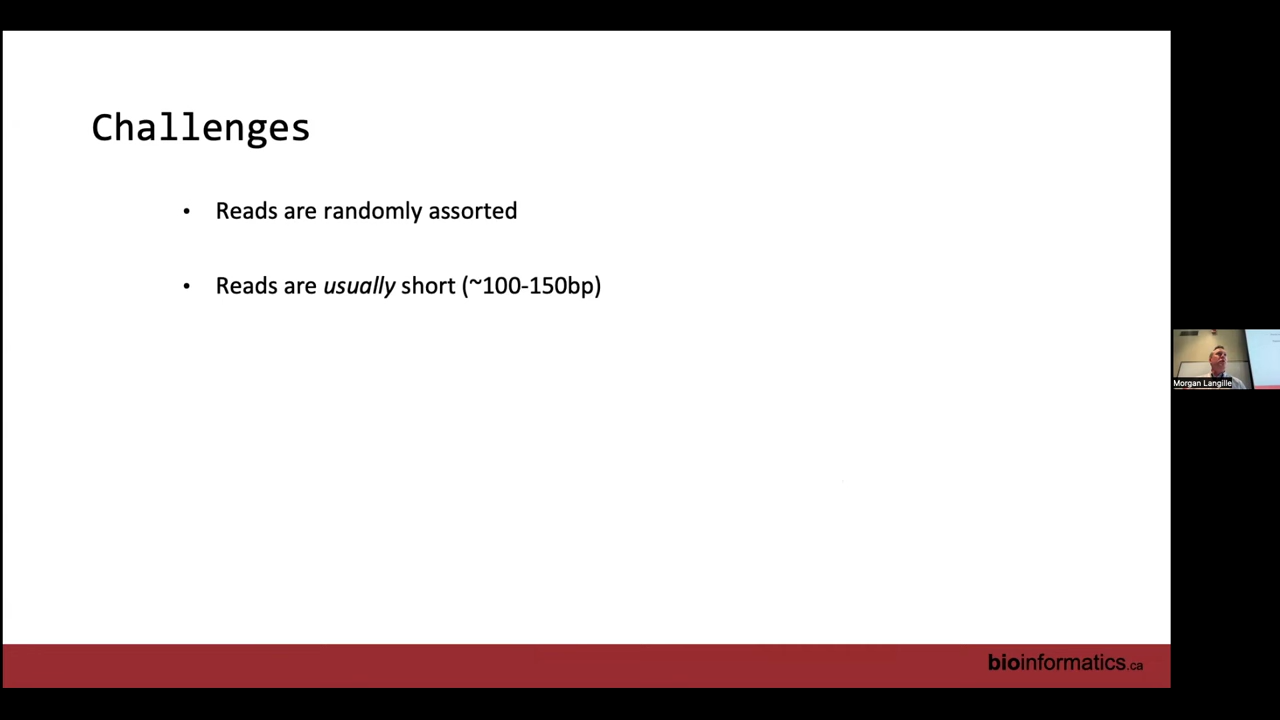 Challenges
• Reads are randomly assorted
• Reads are usually short (~100-150bp)
Morgan Langille
bioinformatics.ca